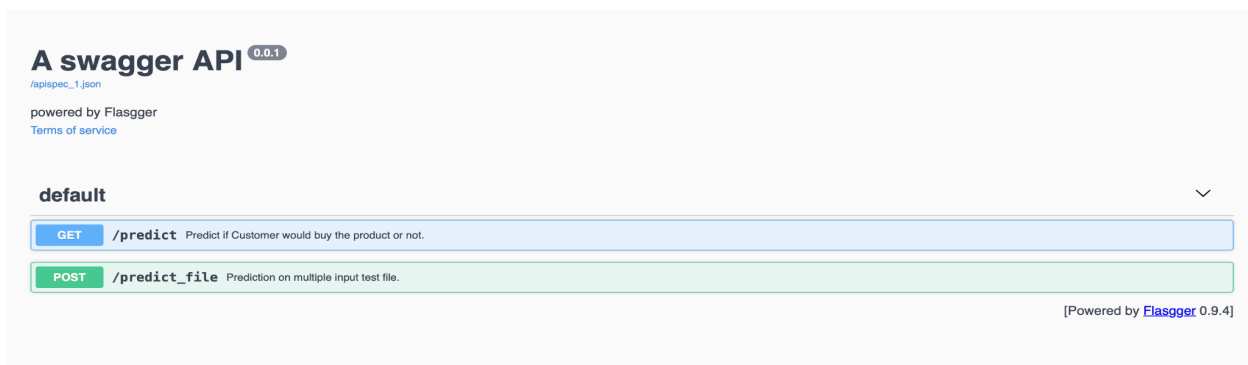 A swagger API 0.0.1
/apispec_1.json
powered by Flasgger
Terms of service
default
GET /predict Predict if Customer would buy the product or not.
POST /predict_file Prediction on multiple input test file.
[Powered by Flasgger 0.9.4]